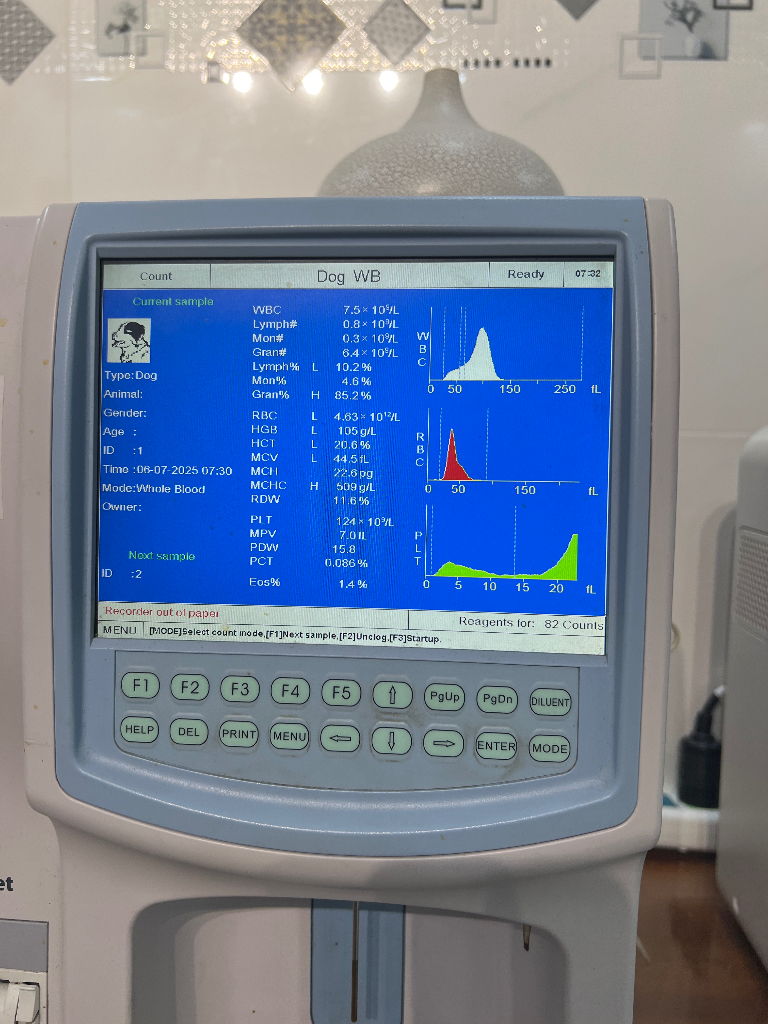 Count Dog WB Ready 07:32
Current sample
Type:Dog
Animal:
Gender:
Age :
ID :1
Time :06-07-2025 07:30
Mode:Whole Blood
Owner:
Next sample
ID :2
WBC 7.5 × 10⁹/L
Lymph# 0.8 × 10⁹/L
Mon# 0.3 × 10⁹/L
Gran# 6.4 × 10⁹/L
Lymph% L 10.2 %
Mon% 4.6 %
Gran% H 85.2 %
RBC L 4.63 × 10¹²/L
HGB L 105 g/L
HCT L 20.6 %
MCV L 44.5 fL
MCH 22.6 pg
MCHC H 509 g/L
RDW 11.6 %
PLT 124 × 10⁹/L
MPV 7.0 fL
PDW 15.8
PCT 0.086 %
Eos% 1.4 %
WBC
0 50 150 250 fL
RBC
0 50 150 fL
PLT
0 5 10 15 20 fL
Recorder out of paper
Reagents for: 82 Counts
MENU [MODE]Select count mode,[F1]Next sample,[F2]Unclog,[F3]Startup.
F1 F2 F3 F4 F5 ⇧ PgUp PgDn DILUENT
HELP DEL PRINT MENU ⇦ ⇩ ⇨ ENTER MODE
et